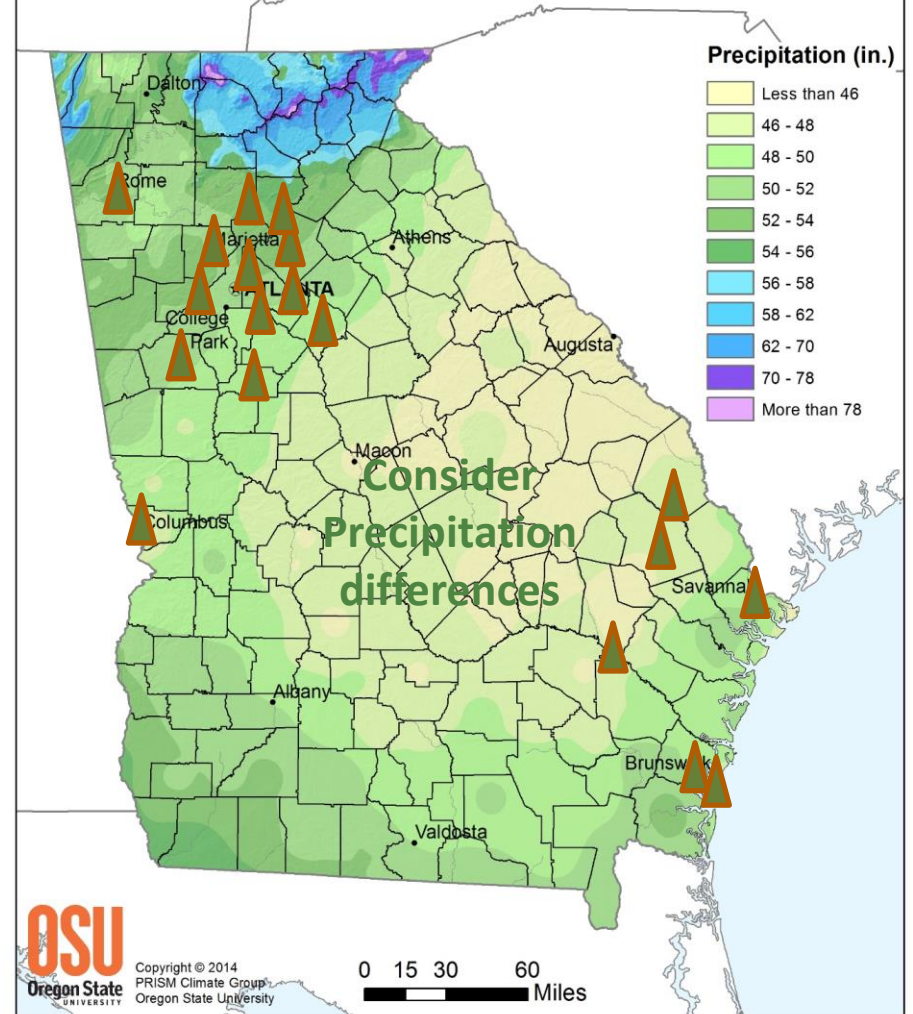 Precipitation (in.)
Less than 46
46 - 48
48 - 50
50 - 52
52 - 54
54 - 56
56 - 58
58 - 62
62 - 70
70 - 78
More than 78
Dalton
Rome
Marietta
Athens
ATLANTA
College
Park
Augusta
Macon
Consider
Precipitation
differences
Columbus
Savanna
Albany
Brunswick
Valdosta
OSU
Oregon State
UNIVERSITY
Copyright © 2014
PRISM Climate Group
Oregon State University
0 15 30 60
Miles